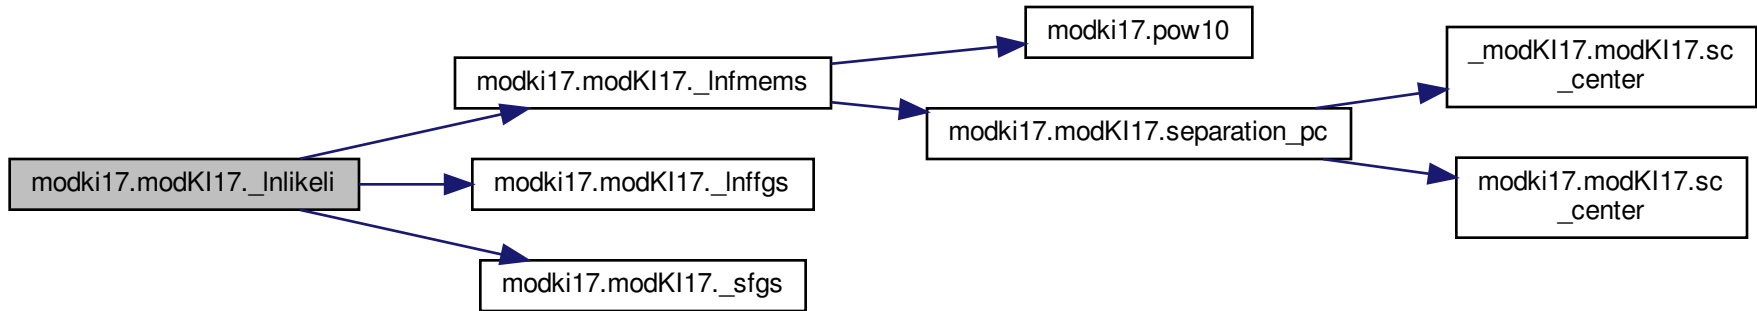 modki17.pow10
_modKI17.modKI17.sc
_center
modki17.modKI17._lnfmems
modki17.modKI17.separation_pc
modki17.modKI17._lnlikeli
modki17.modKI17._lnffgs
modki17.modKI17.sc
_center
modki17.modKI17._sfgs